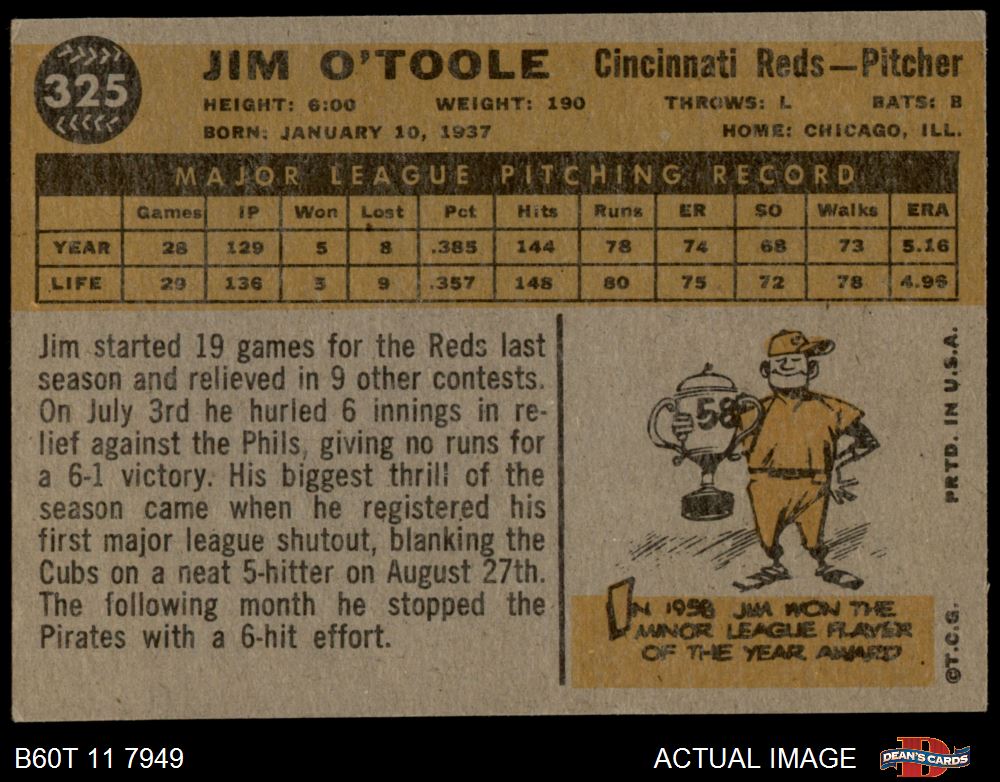 325
JIM O'TOOLE Cincinnati Reds—Pitcher
HEIGHT: 6:00 WEIGHT: 190 THROWS: L BATS: B
BORN: JANUARY 10, 1937 HOME: CHICAGO, ILL.
MAJOR LEAGUE PITCHING RECORD
Games IP Won Lost Pct Hits Runs ER SO Walks ERA
YEAR 28 129 5 8 .385 144 78 74 68 73 5.16
LIFE 29 136 5 9 .357 148 80 75 72 78 4.96
Jim started 19 games for the Reds last
season and relieved in 9 other contests.
On July 3rd he hurled 6 innings in re-
lief against the Phils, giving no runs for
a 6-1 victory. His biggest thrill of the
season came when he registered his
first major league shutout, blanking the
Cubs on a neat 5-hitter on August 27th.
The following month he stopped the
Pirates with a 6-hit effort.
58
IN 1958 JIM WON THE
MINOR LEAGUE PLAYER
OF THE YEAR AWARD
©T.C.G. PRTD. IN U.S.A.
B60T 11 7949 ACTUAL IMAGE DEAN'S CARDS